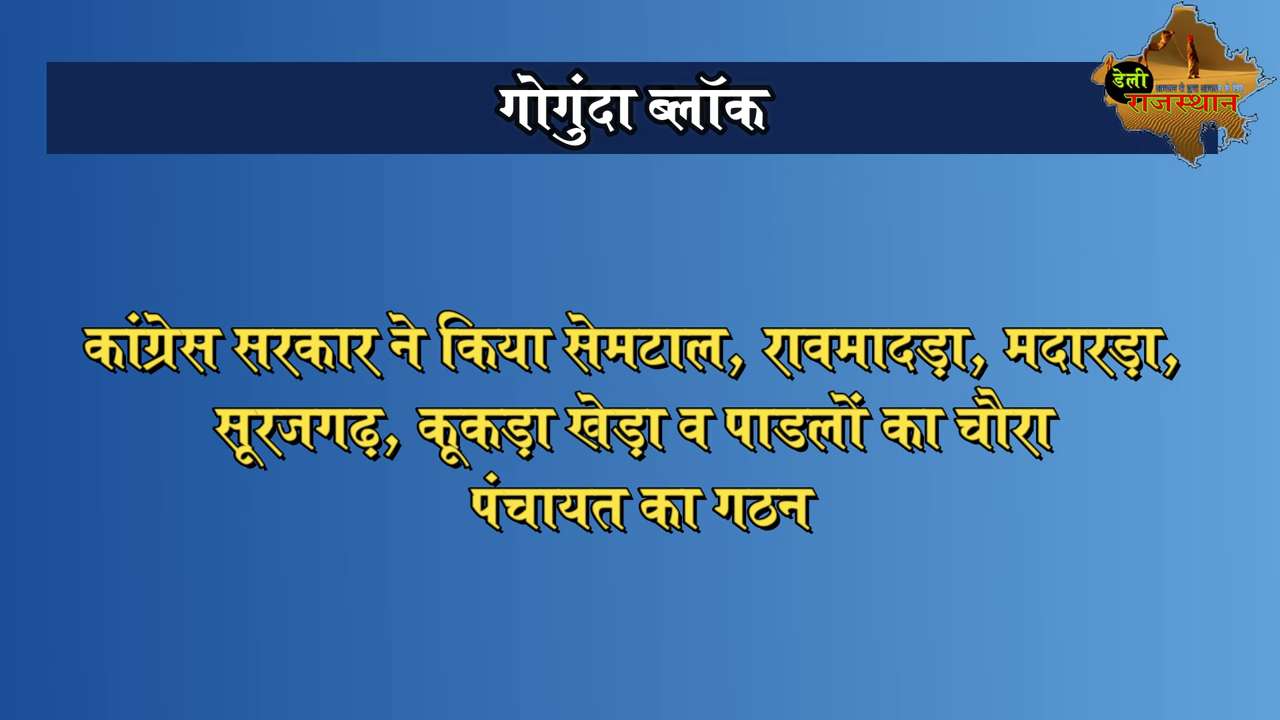 गोगुंदा ब्लॉक
डेली
राजस्थान
कांग्रेस सरकार ने किया सेमटाल, रावमादड़ा, मदारड़ा,
सूरजगढ़, कूकड़ा खेड़ा व पाडलों का चौरा
पंचायत का गठन